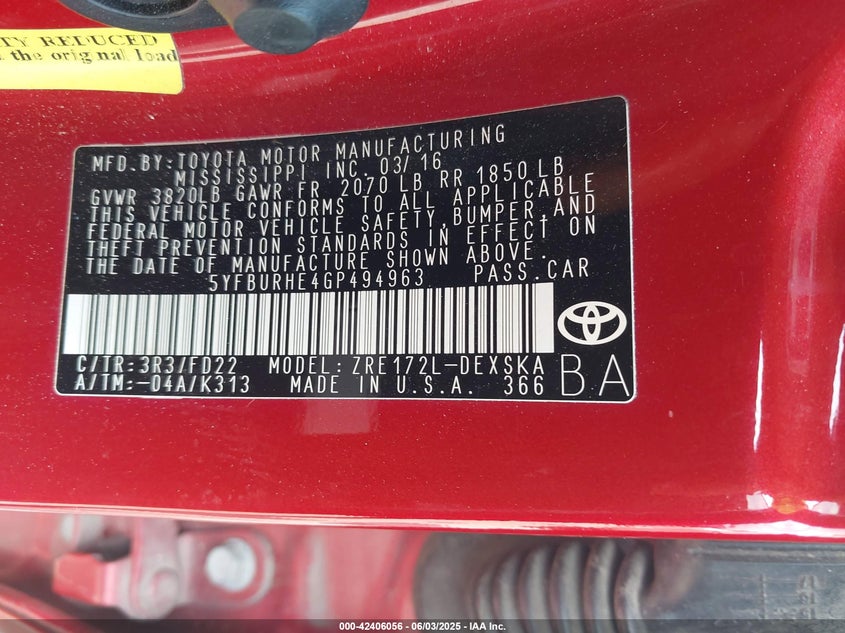 TY REDUCED
the original load
MFD.BY:TOYOTA MOTOR MANUFACTURING
MISSISSIPPI INC. 03/16
GVWR 3820LB GAWR FR 2070 LB RR 1850 LB
THIS VEHICLE CONFORMS TO ALL APPLICABLE
FEDERAL MOTOR VEHICLE SAFETY,BUMPER,AND
THEFT PREVENTION STANDARDS IN EFFECT ON
THE DATE OF MANUFACTURE SHOWN ABOVE.
5YFBURHE4GP494963 PASS.CAR
C/TR:3R3/FD22 MODEL:ZRE172L-DEXSKA
A/TM:-04A/K313 MADE IN U.S.A. 366
BA
000-42406056 - 06/03/2025 - IAA Inc.